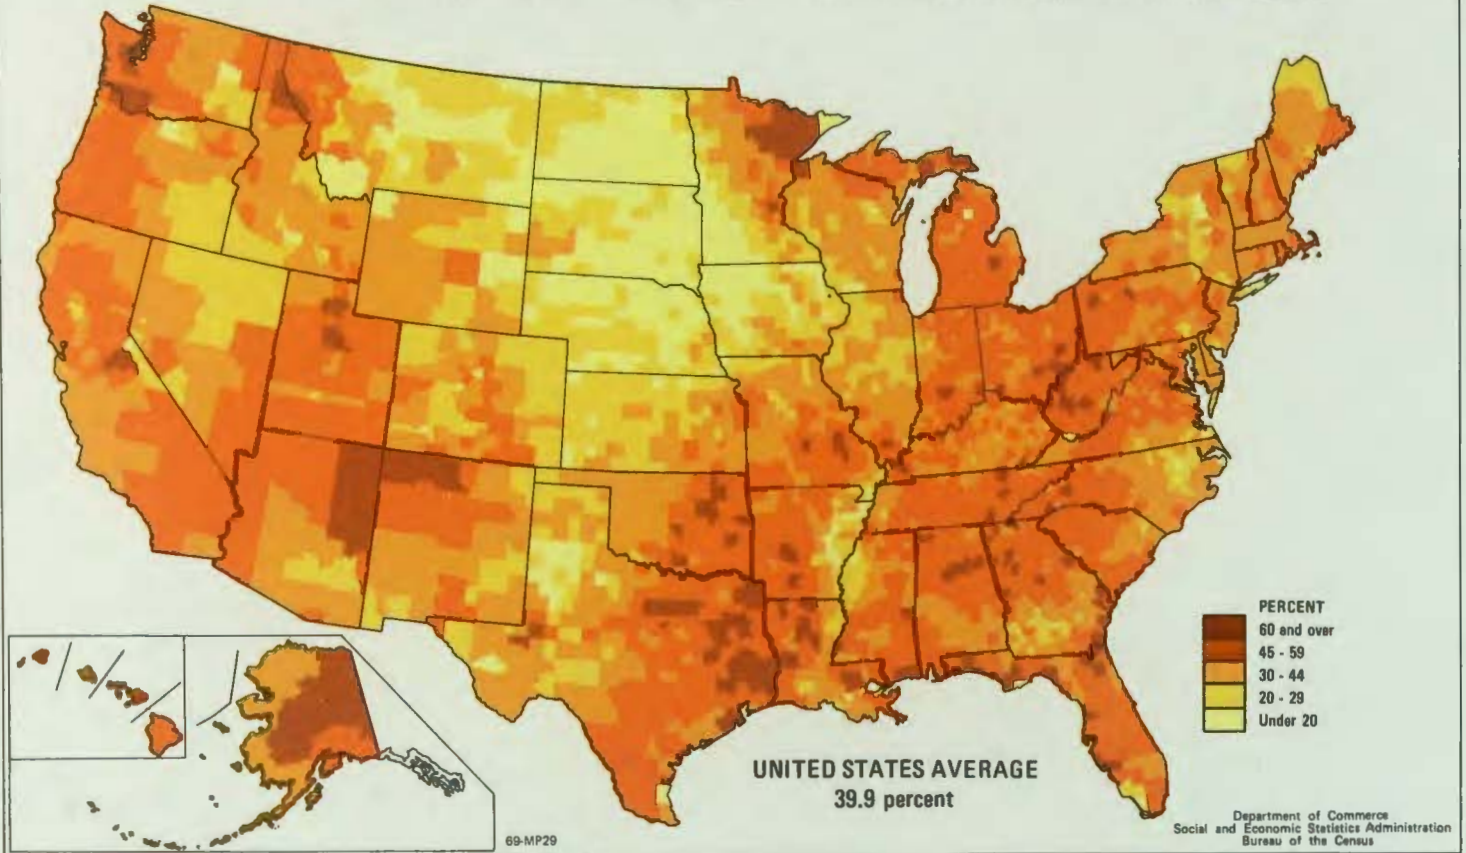 PERCENT
60 and over
45 - 59
30 - 44
20 - 29
Under 20
UNITED STATES AVERAGE
39.9 percent
69-MP29
Department of Commerce
Social and Economic Statistics Administration
Bureau of the Census